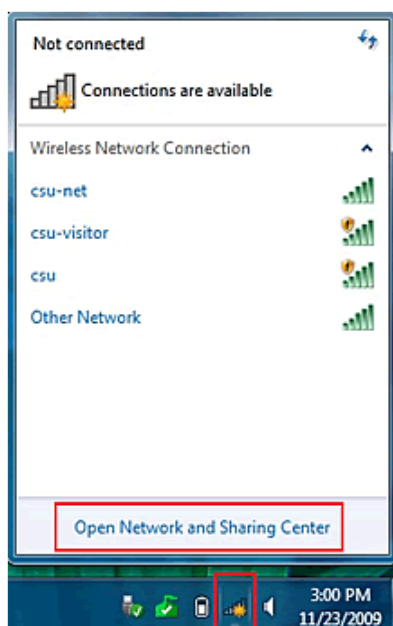 Not connected
Connections are available
Wireless Network Connection
csu-net
csu-visitor
csu
Other Network
Open Network and Sharing Center
3:00 PM
11/23/2009